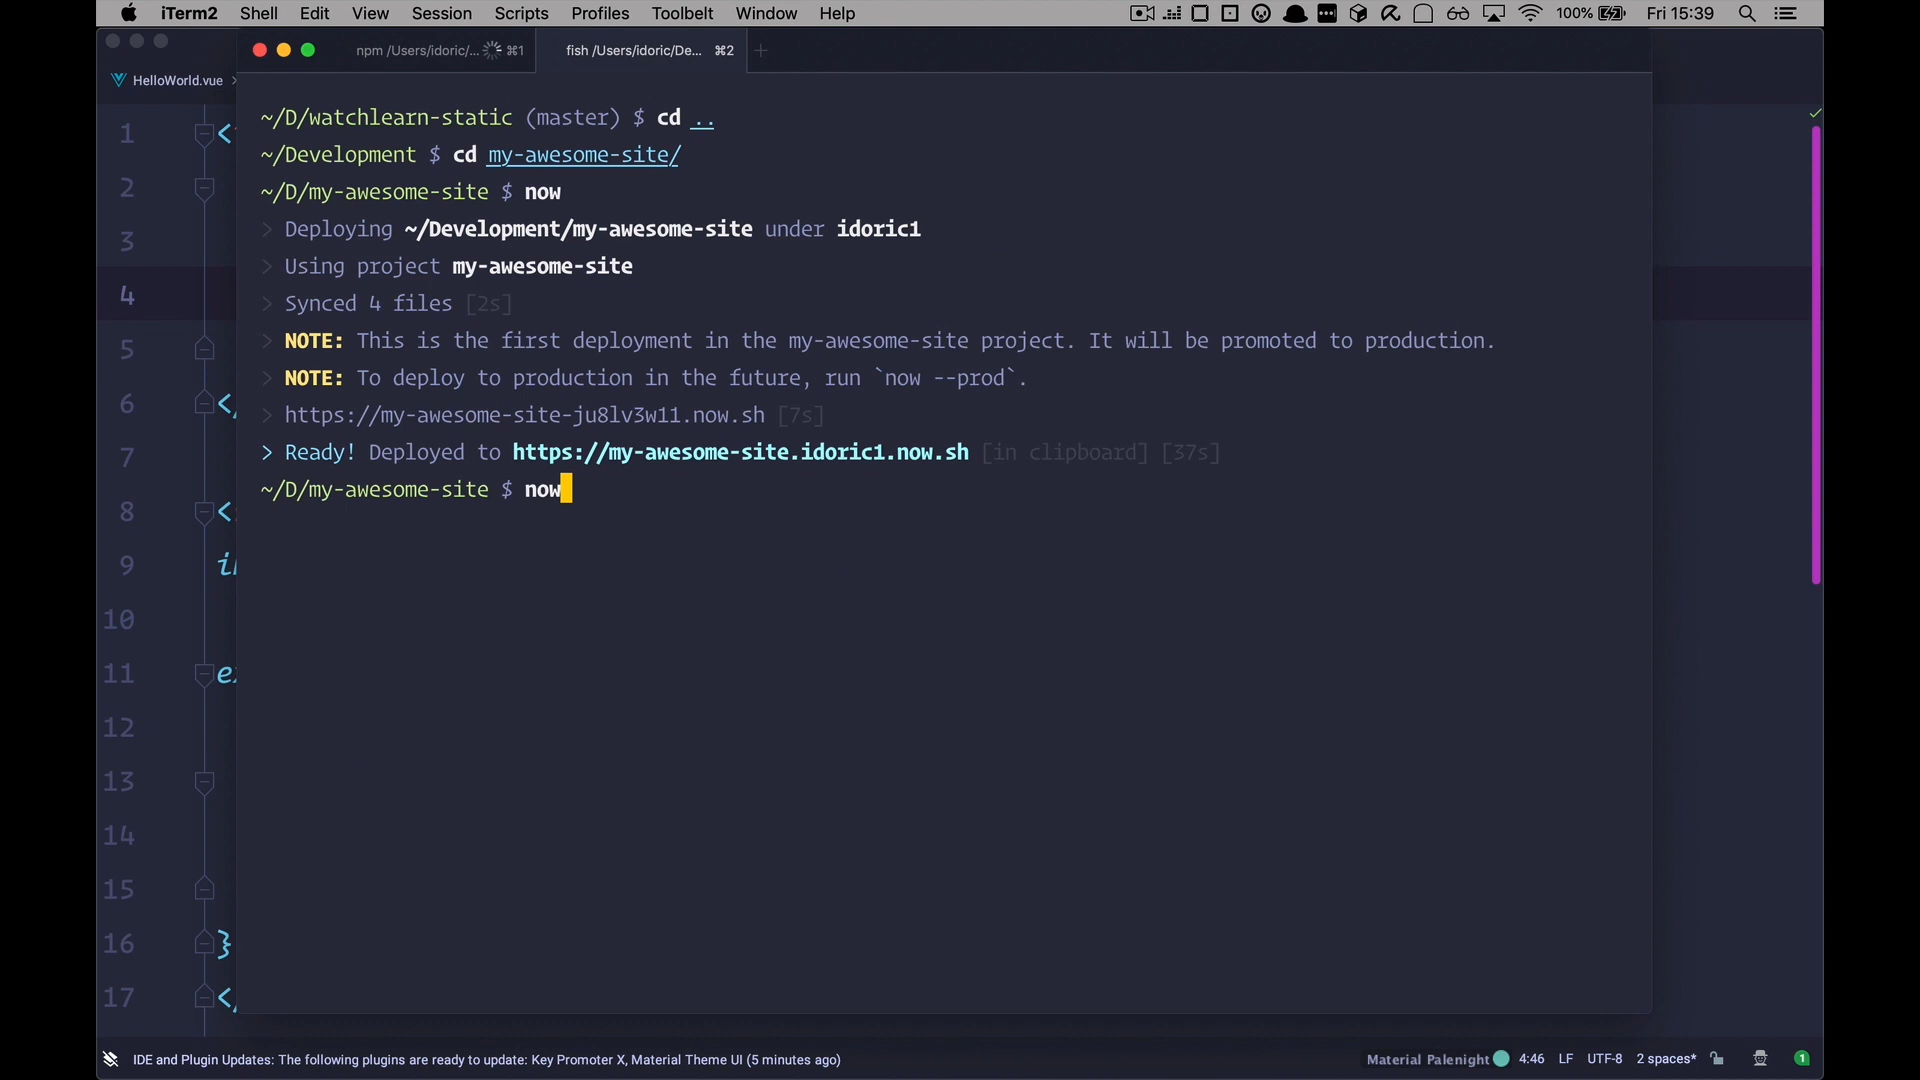 iTerm2 Shell Edit View Session Scripts Profiles Toolbelt Window Help 100% Fri 15:39
npm /Users/idoric/... ⌘1 fish /Users/idoric/De... ⌘2 +
HelloWorld.vue
~/D/watchlearn-static (master) $ cd ..
~/Development $ cd my-awesome-site/
~/D/my-awesome-site $ now
> Deploying ~/Development/my-awesome-site under idoric1
> Using project my-awesome-site
> Synced 4 files [2s]
> NOTE: This is the first deployment in the my-awesome-site project. It will be promoted to production.
> NOTE: To deploy to production in the future, run `now --prod`.
> https://my-awesome-site-ju8lv3w11.now.sh [7s]
> Ready! Deployed to https://my-awesome-site.idoric1.now.sh [in clipboard] [37s]
~/D/my-awesome-site $ now
1 <
2
3
4
5
6 </
7
8 <
9
10
11
12
13
14
15
16 }
17 </
IDE and Plugin Updates: The following plugins are ready to update: Key Promoter X, Material Theme UI (5 minutes ago) Material Palenight 4:46 LF UTF-8 2 spaces* 1